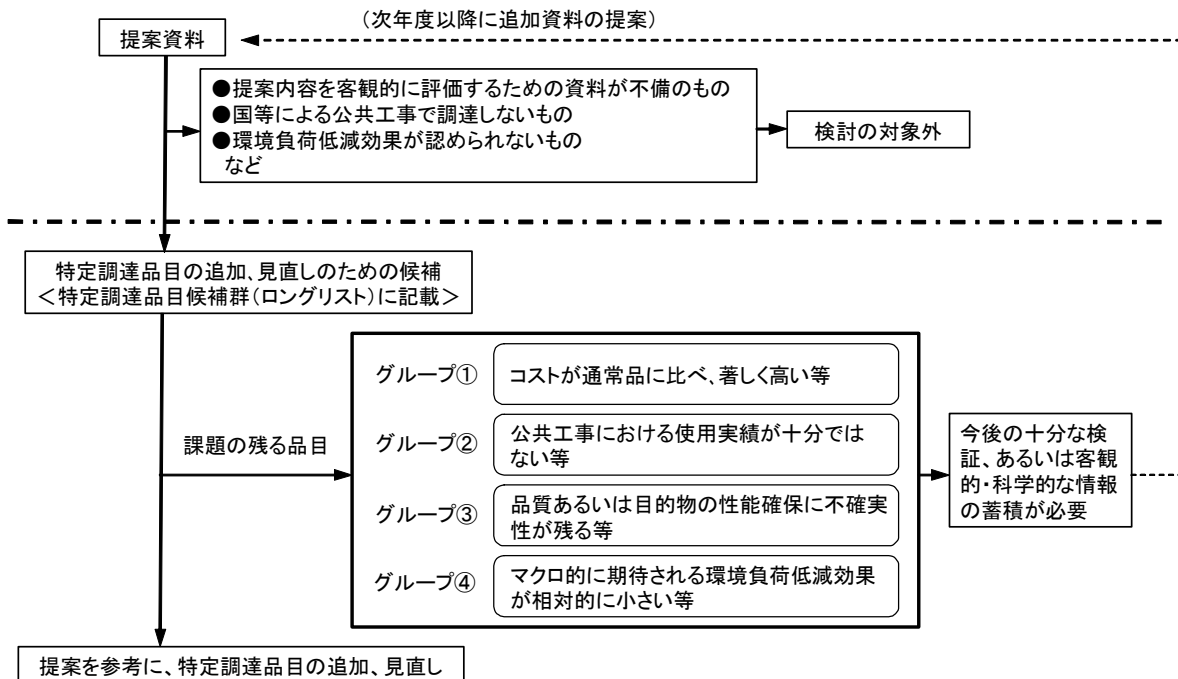 （次年度以降に追加資料の提案）
提案資料
●提案内容を客観的に評価するための資料が不備のもの
●国等による公共工事で調達しないもの
●環境負荷低減効果が認められないもの
など
検討の対象外
特定調達品目の追加、見直しのための候補
＜特定調達品目候補群（ロングリスト）に記載＞
グループ①
コストが通常品に比べ、著しく高い等
課題の残る品目
グループ②
公共工事における使用実績が十分では
ない等
グループ③
品質あるいは目的物の性能確保に不確実
性が残る等
グループ④
マクロ的に期待される環境負荷低減効果
が相対的に小さい等
今後の十分な検
証、あるいは客観
的・科学的な情報
の蓄積が必要
提案を参考に、特定調達品目の追加、見直し